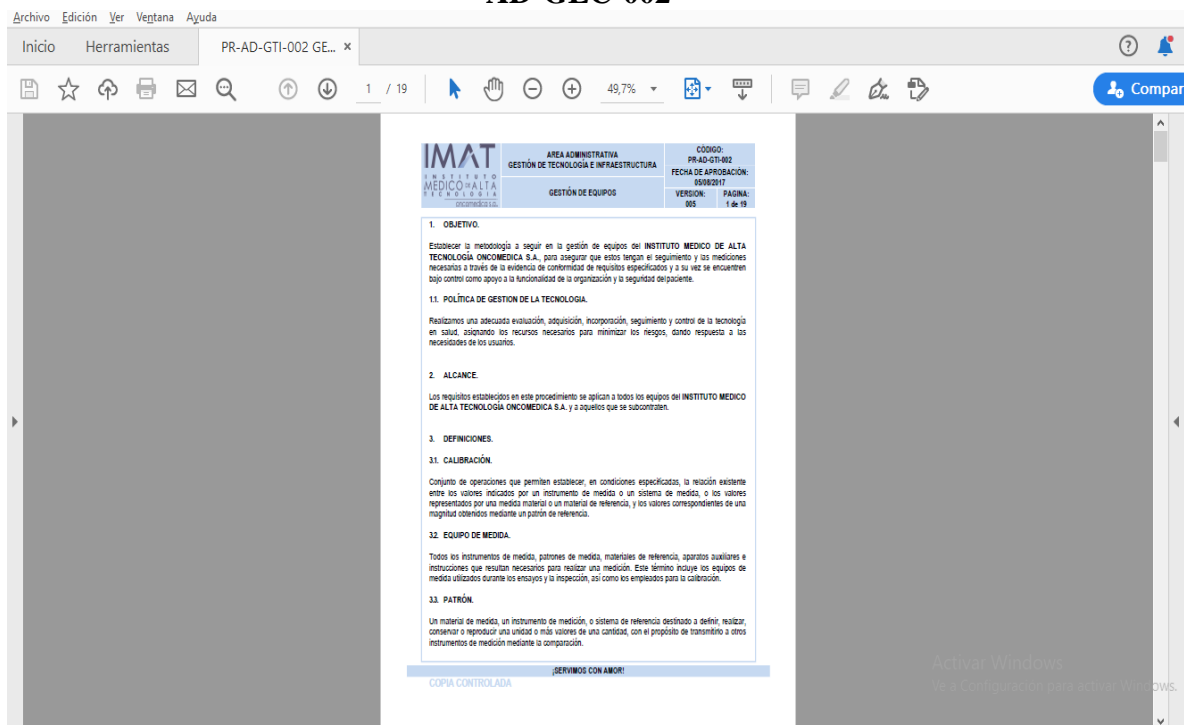 AD-GEC-002
Archivo Edición Ver Ventana Ayuda
Inicio Herramientas PR-AD-GTI-002 GE... ×
1 / 19 49,7% Compar
IMAT
INSTITUTO
MEDICO DE ALTA
TECNOLOGIA
oncomedica s.a.
AREA ADMINISTRATIVA
GESTIÓN DE TECNOLOGÍA E INFRAESTRUCTURA
GESTIÓN DE EQUIPOS
CÓDIGO:
PR-AD-GTI-002
FECHA DE APROBACIÓN:
05/08/2017
VERSION: PAGINA:
005 1 de 19
1. OBJETIVO.
Establecer la metodología a seguir en la gestión de equipos del INSTITUTO MEDICO DE ALTA
TECNOLOGÍA ONCOMEDICA S.A., para asegurar que estos tengan el seguimiento y las mediciones
necesarias a través de la evidencia de conformidad de requisitos especificados y a su vez se encuentren
bajo control como apoyo a la funcionalidad de la organización y la seguridad delpaciente.
1.1. POLÍTICA DE GESTION DE LA TECNOLOGIA.
Realizamos una adecuada evaluación, adquisición, incorporación, seguimiento y control de la tecnología
en salud, asignando los recursos necesarios para minimizar los riesgos, dando respuesta a las
necesidades de los usuarios.
2. ALCANCE.
Los requisitos establecidos en este procedimiento se aplican a todos los equipos del INSTITUTO MEDICO
DE ALTA TECNOLOGÍA ONCOMEDICA S.A. y a aquellos que se subcontraten.
3. DEFINICIONES.
3.1. CALIBRACIÓN.
Conjunto de operaciones que permiten establecer, en condiciones especificadas, la relación existente
entre los valores indicados por un instrumento de medida o un sistema de medida, o los valores
representados por una medida material o un material de referencia, y los valores correspondientes de una
magnitud obtenidos mediante un patrón de referencia.
3.2. EQUIPO DE MEDIDA.
Todos los instrumentos de medida, patrones de medida, materiales de referencia, aparatos auxiliares e
instrucciones que resultan necesarios para realizar una medición. Este término incluye los equipos de
medida utilizados durante los ensayos y la inspección, así como los empleados para la calibración.
3.3. PATRÓN.
Un material de medida, un instrumento de medición, o sistema de referencia destinado a definir, realizar,
conservar o reproducir una unidad o más valores de una cantidad, con el propósito de transmitirlo a otros
instrumentos de medición mediante la comparación.
¡SERVIMOS CON AMOR!
COPIA CONTROLADA
Activar Windows
Ve a Configuración para activar Windows.